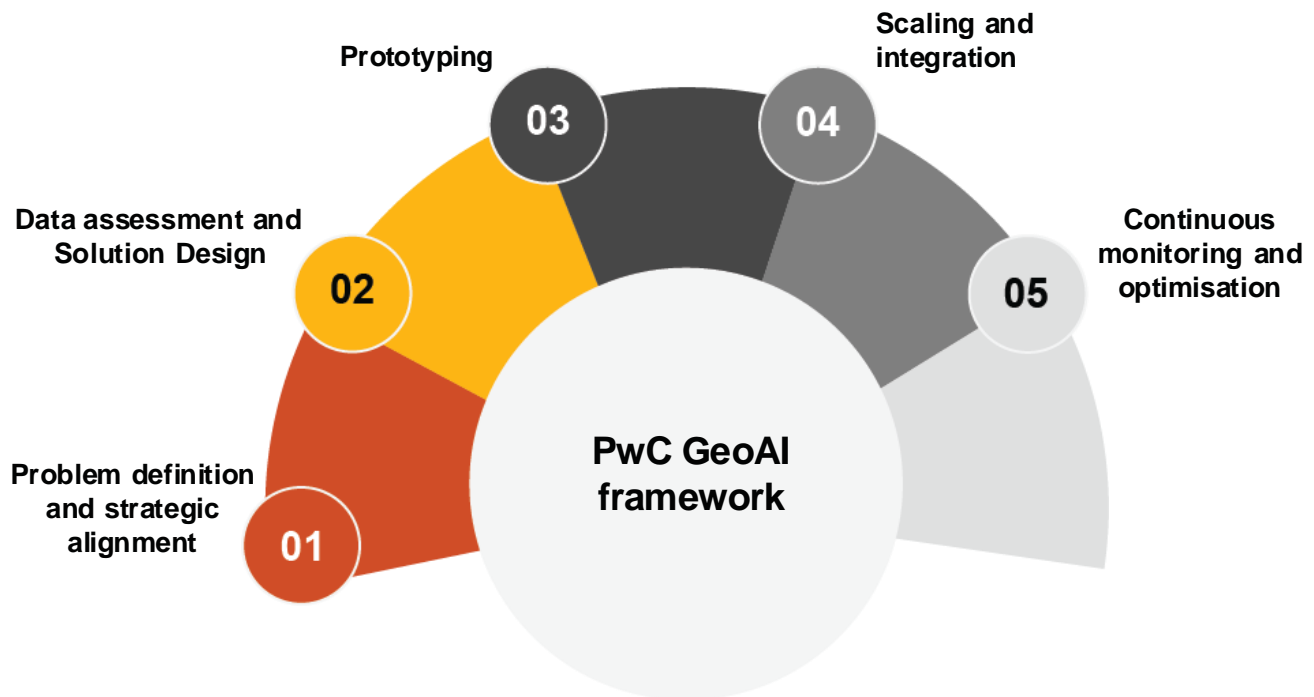 Problem definition
and strategic
alignment
01
Data assessment and
Solution Design
02
Prototyping
03
Scaling and
integration
04
Continuous
monitoring and
optimisation
05
PwC GeoAI
framework